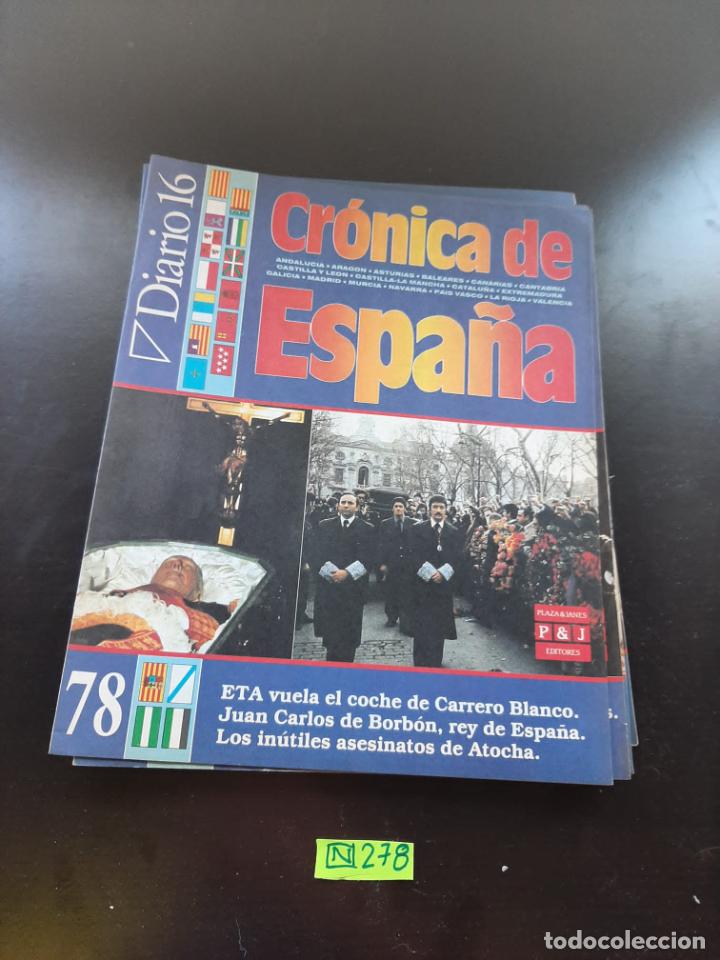 Diario 16
Crónica de
ANDALUCIA • ARAGON • ASTURIAS • BALEARES • CANARIAS • CANTABRIA
CASTILLA Y LEON • CASTILLA-LA MANCHA • CATALUÑA • EXTREMADURA
GALICIA • MADRID • MURCIA • NAVARRA • PAIS VASCO • LA RIOJA • VALENCIA
España
PLAZA & JANES
P & J
EDITORES
78
ETA vuela el coche de Carrero Blanco.
Juan Carlos de Borbón, rey de España.
Los inútiles asesinatos de Atocha.
s.
N 278
todocoleccion
todocoleccion.net